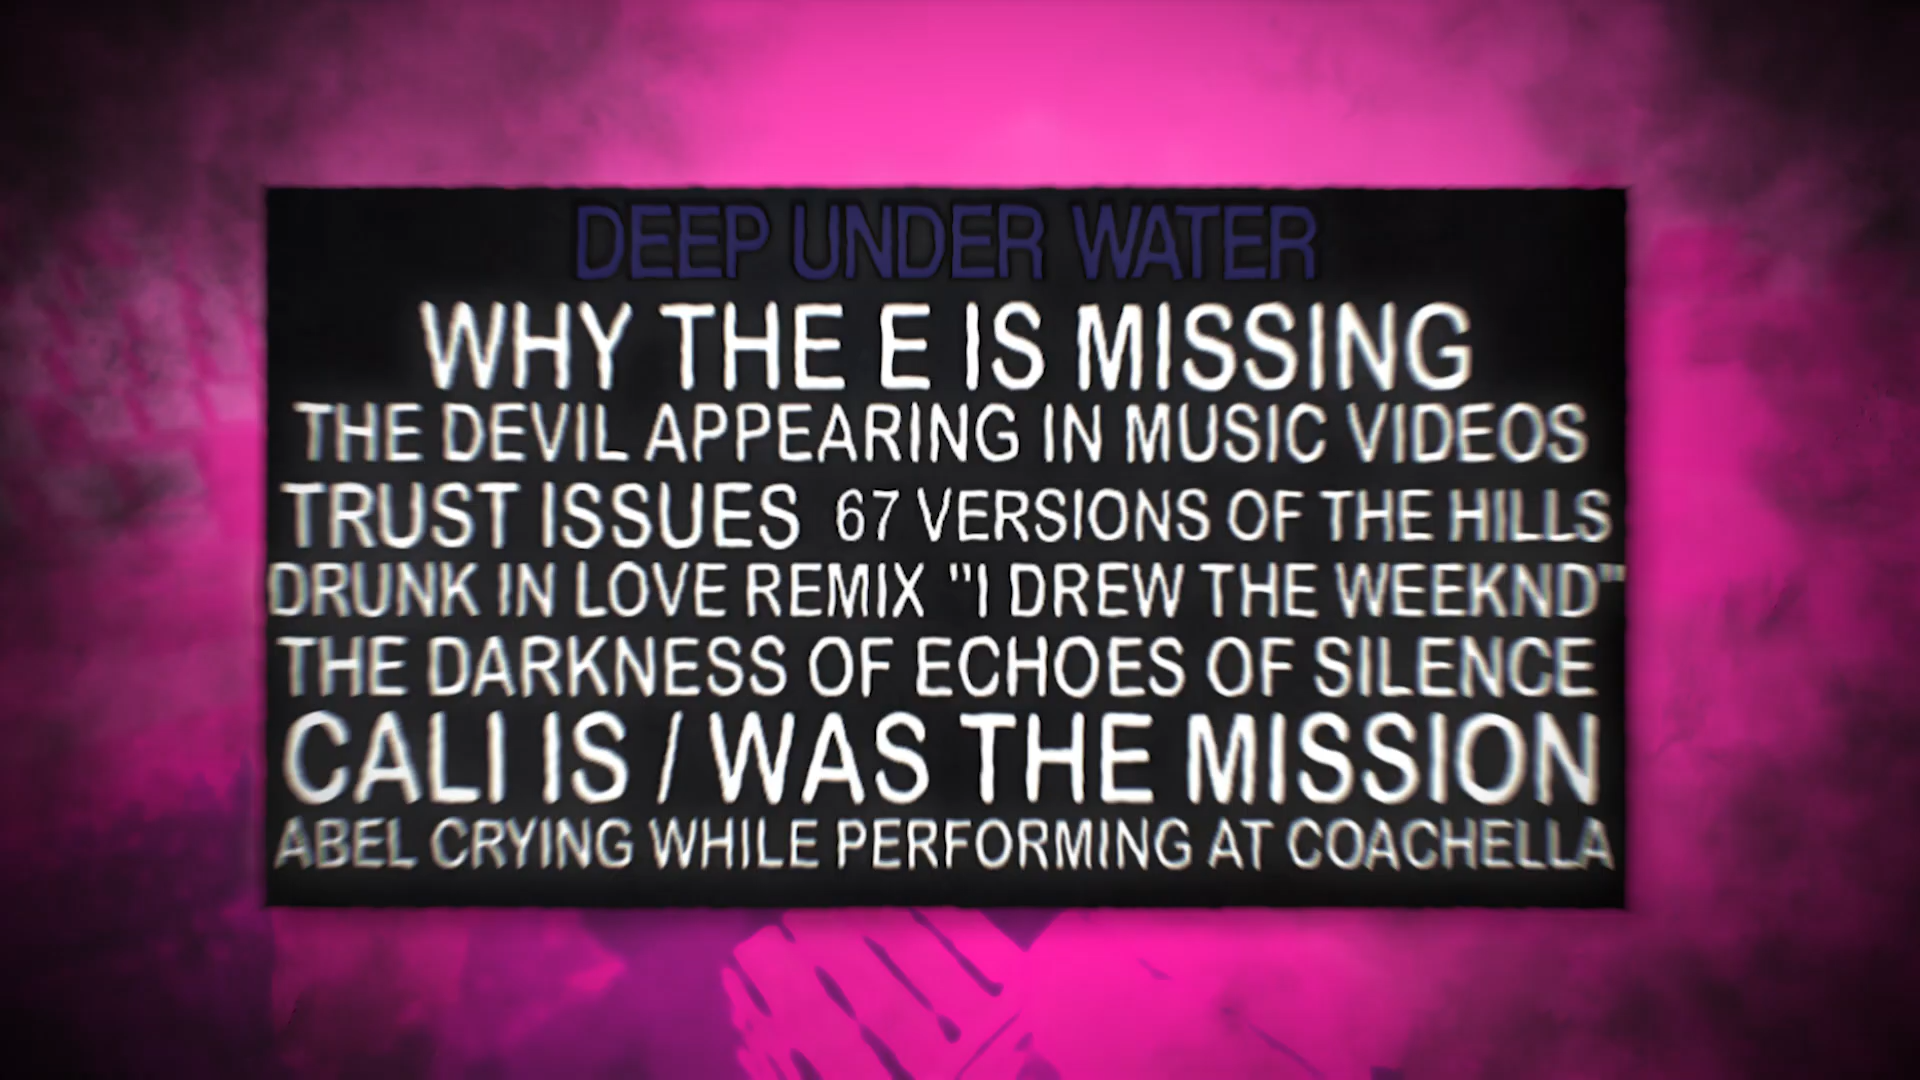 DEEP UNDER WATER
WHY THE E IS MISSING
THE DEVIL APPEARING IN MUSIC VIDEOS
TRUST ISSUES 67 VERSIONS OF THE HILLS
DRUNK IN LOVE REMIX "I DREW THE WEEKND"
THE DARKNESS OF ECHOES OF SILENCE
CALI IS / WAS THE MISSION
ABEL CRYING WHILE PERFORMING AT COACHELLA